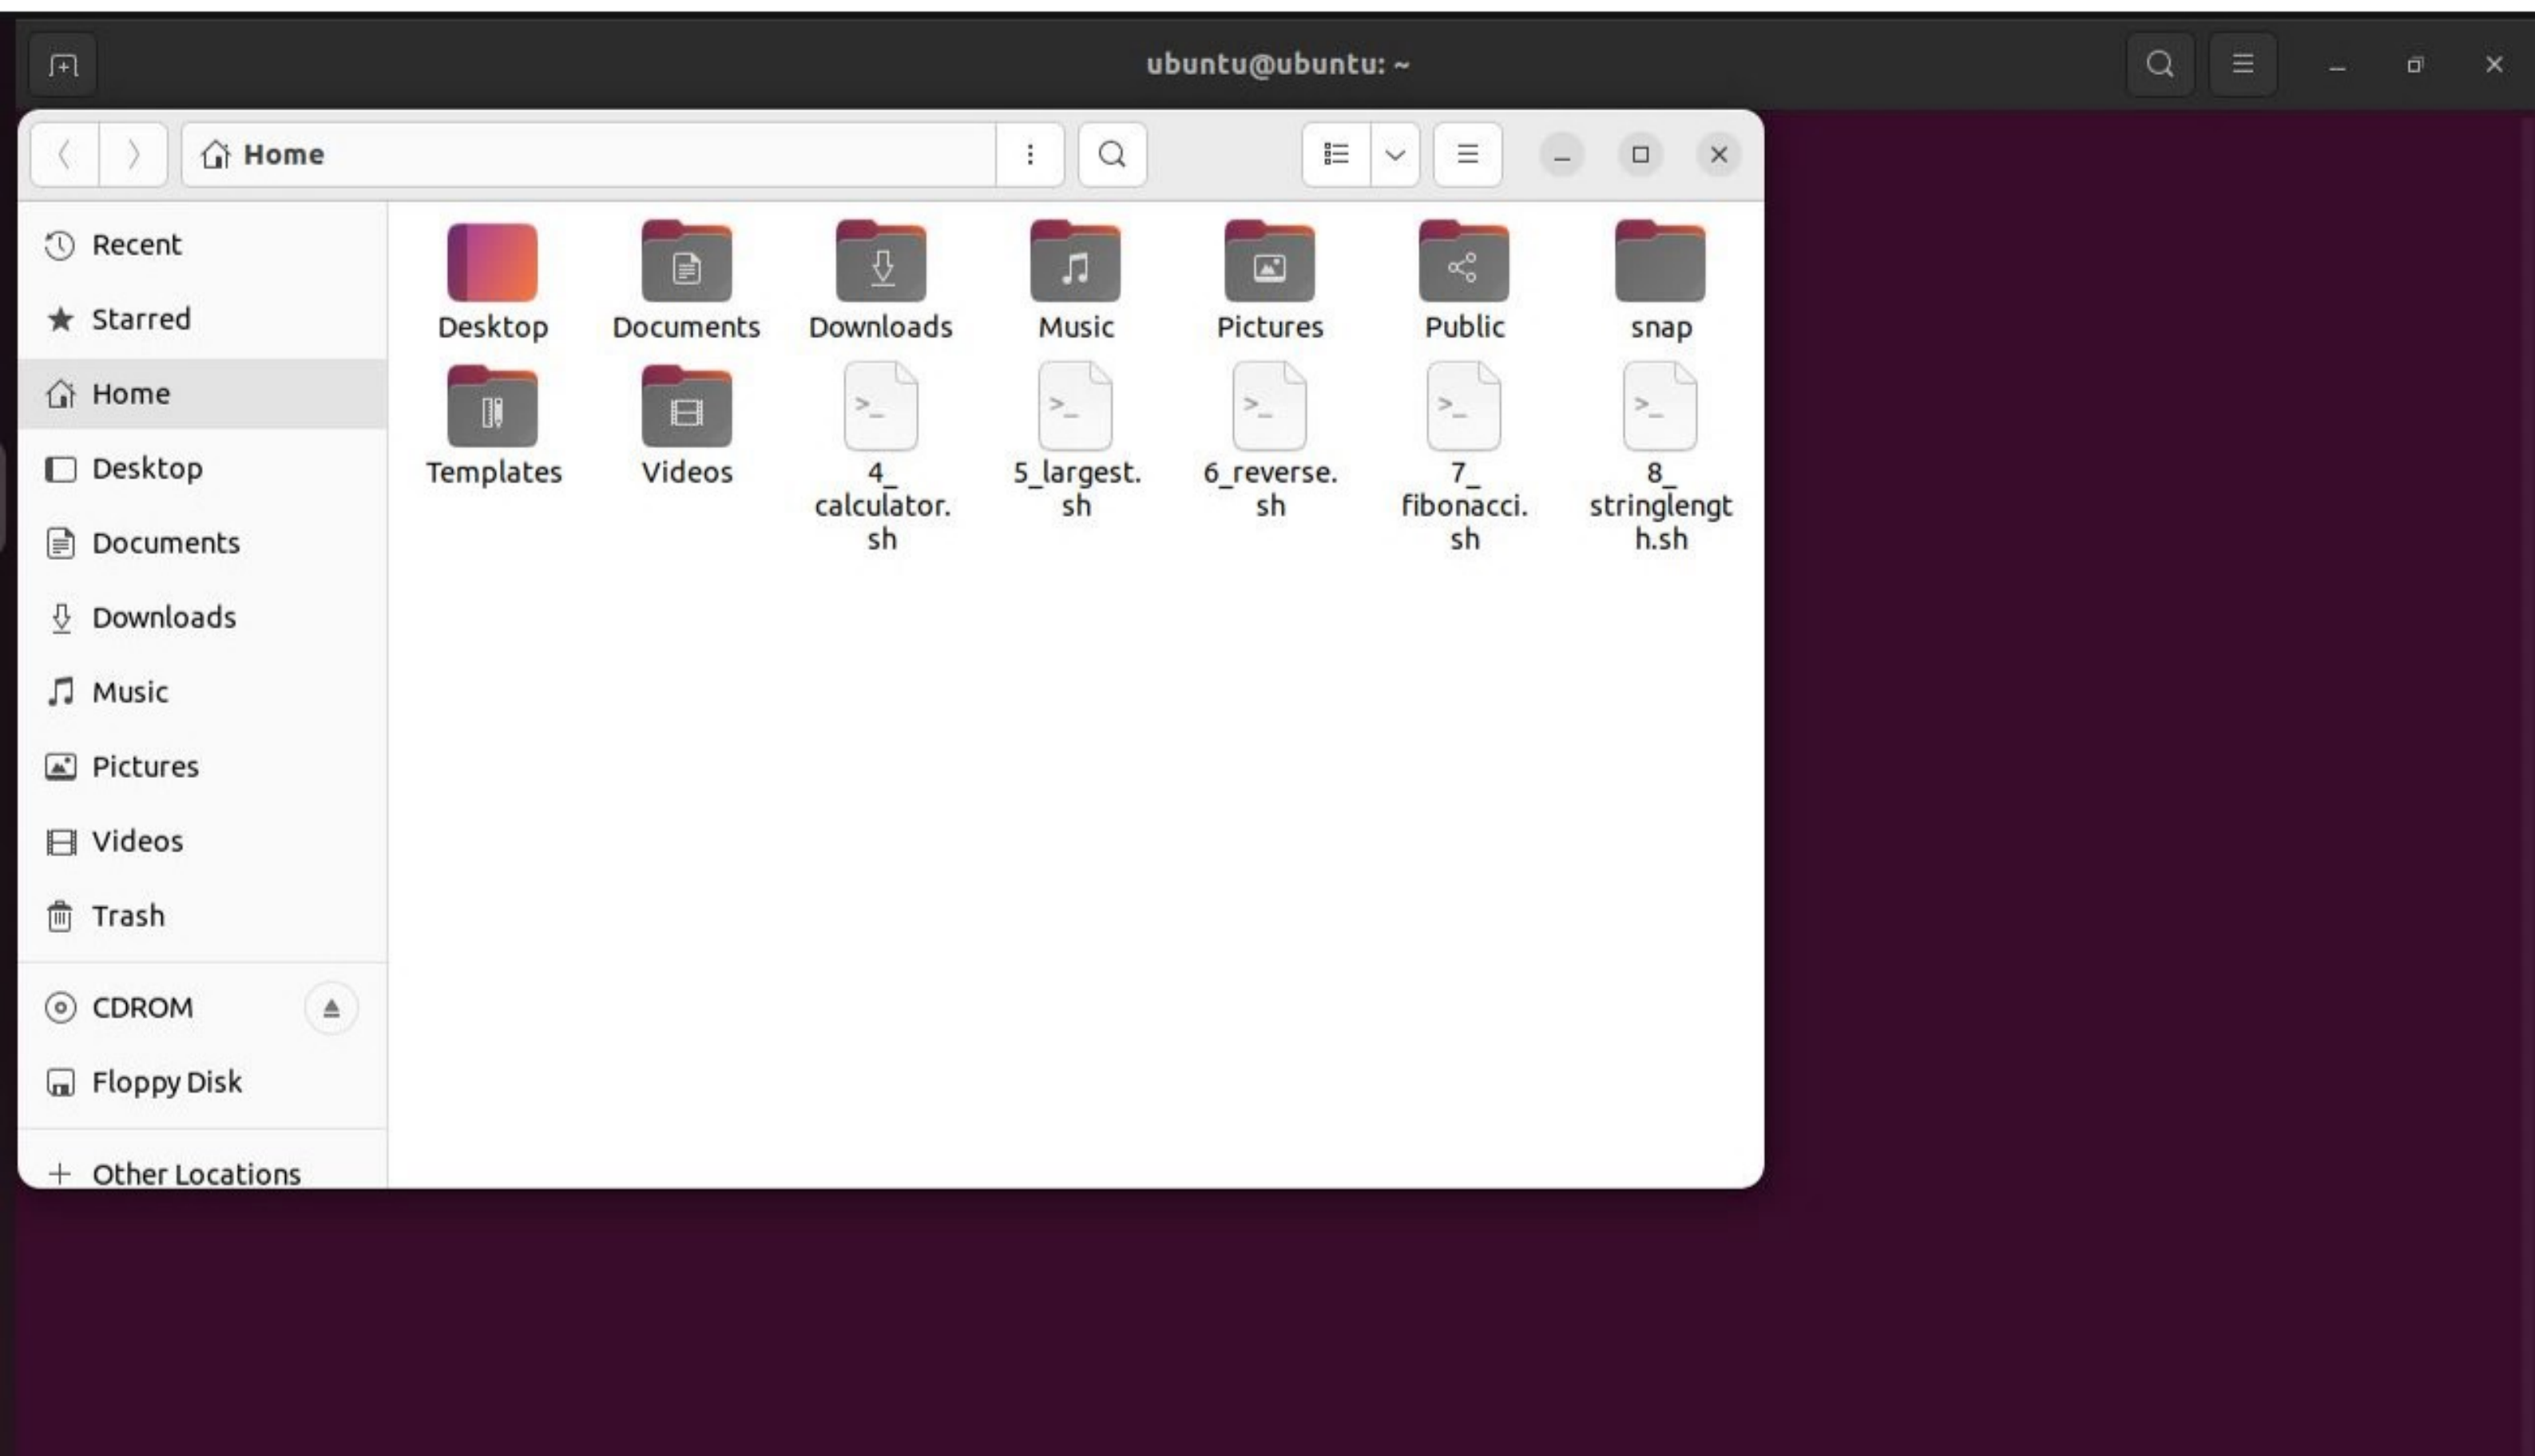 ubuntu@ubuntu: ~
Home
Recent
Starred
Home
Desktop
Documents
Downloads
Music
Pictures
Videos
Trash
CDROM
Floppy Disk
Other Locations
Desktop
Documents
Downloads
Music
Pictures
Public
snap
Templates
Videos
4_
calculator.
sh
5_largest.
sh
6_reverse.
sh
7_
fibonacci.
sh
8_
stringlengt
h.sh